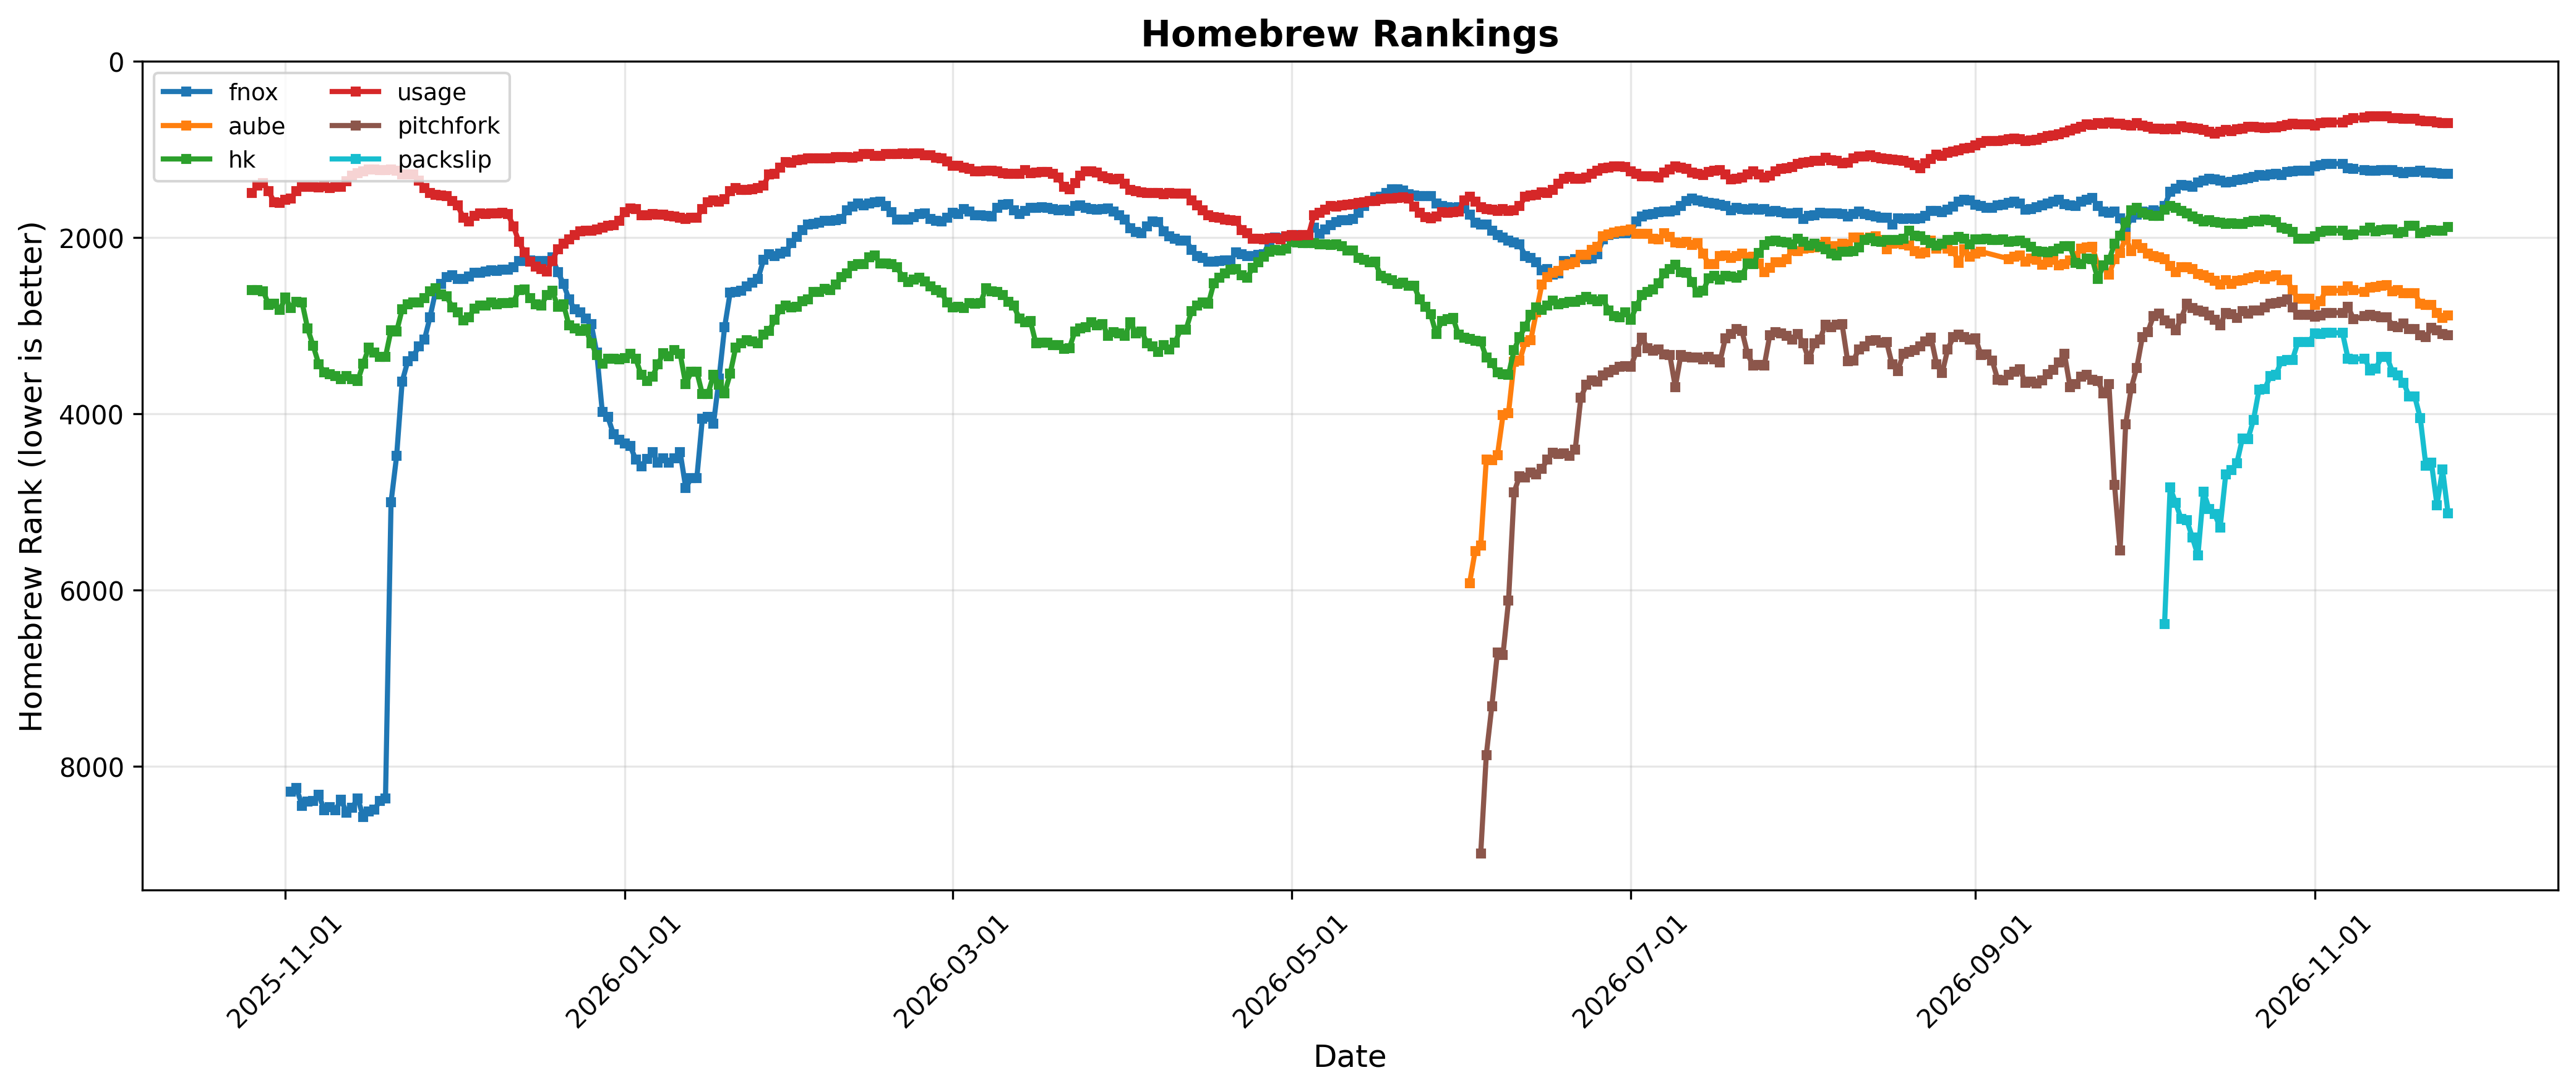 Homebrew Rankings
fnox
aube
hk
usage
pitchfork
packslip
Homebrew Rank (lower is better)
0
2000
4000
6000
8000
2025-11-01
2026-01-01
2026-03-01
2026-05-01
2026-07-01
2026-09-01
2026-11-01
Date